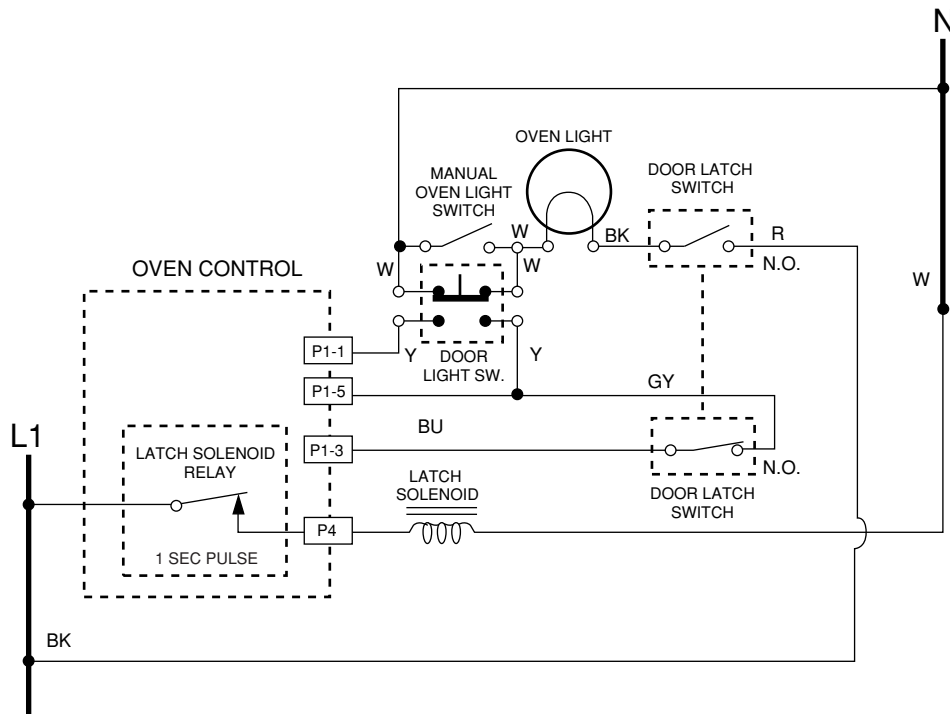 N
OVEN LIGHT
MANUAL
OVEN LIGHT
SWITCH
DOOR LATCH
SWITCH
W
BK
R
W
W
N.O.
OVEN CONTROL
W
P1-1
Y
DOOR
LIGHT SW.
Y
P1-5
GY
L1
BU
P1-3
LATCH SOLENOID
RELAY
LATCH
SOLENOID
N.O.
DOOR LATCH
SWITCH
P4
1 SEC PULSE
BK